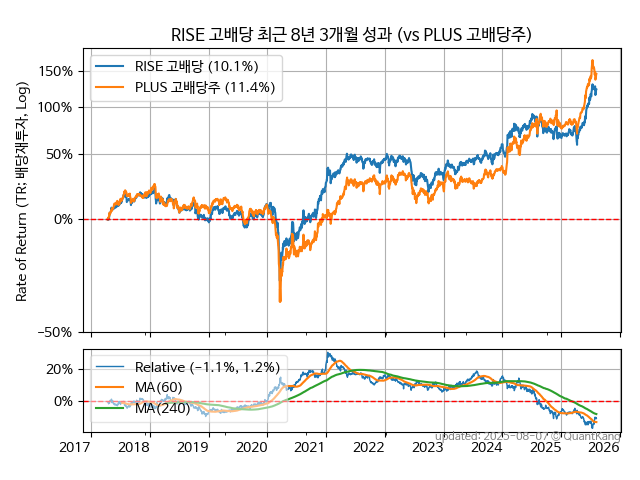 RISE 고배당 최근 8년 3개월 성과 (vs PLUS 고배당주)
Rate of Return (TR: 배당재투자, Log)
150%
100%
50%
0%
−50%
RISE 고배당 (10.1%)
PLUS 고배당주 (11.4%)
20%
0%
Relative (−1.1%, 1.2%)
MA(60)
MA(240)
updated: 2025-08-07 © QuantKang
2017 2018 2019 2020 2021 2022 2023 2024 2025 2026